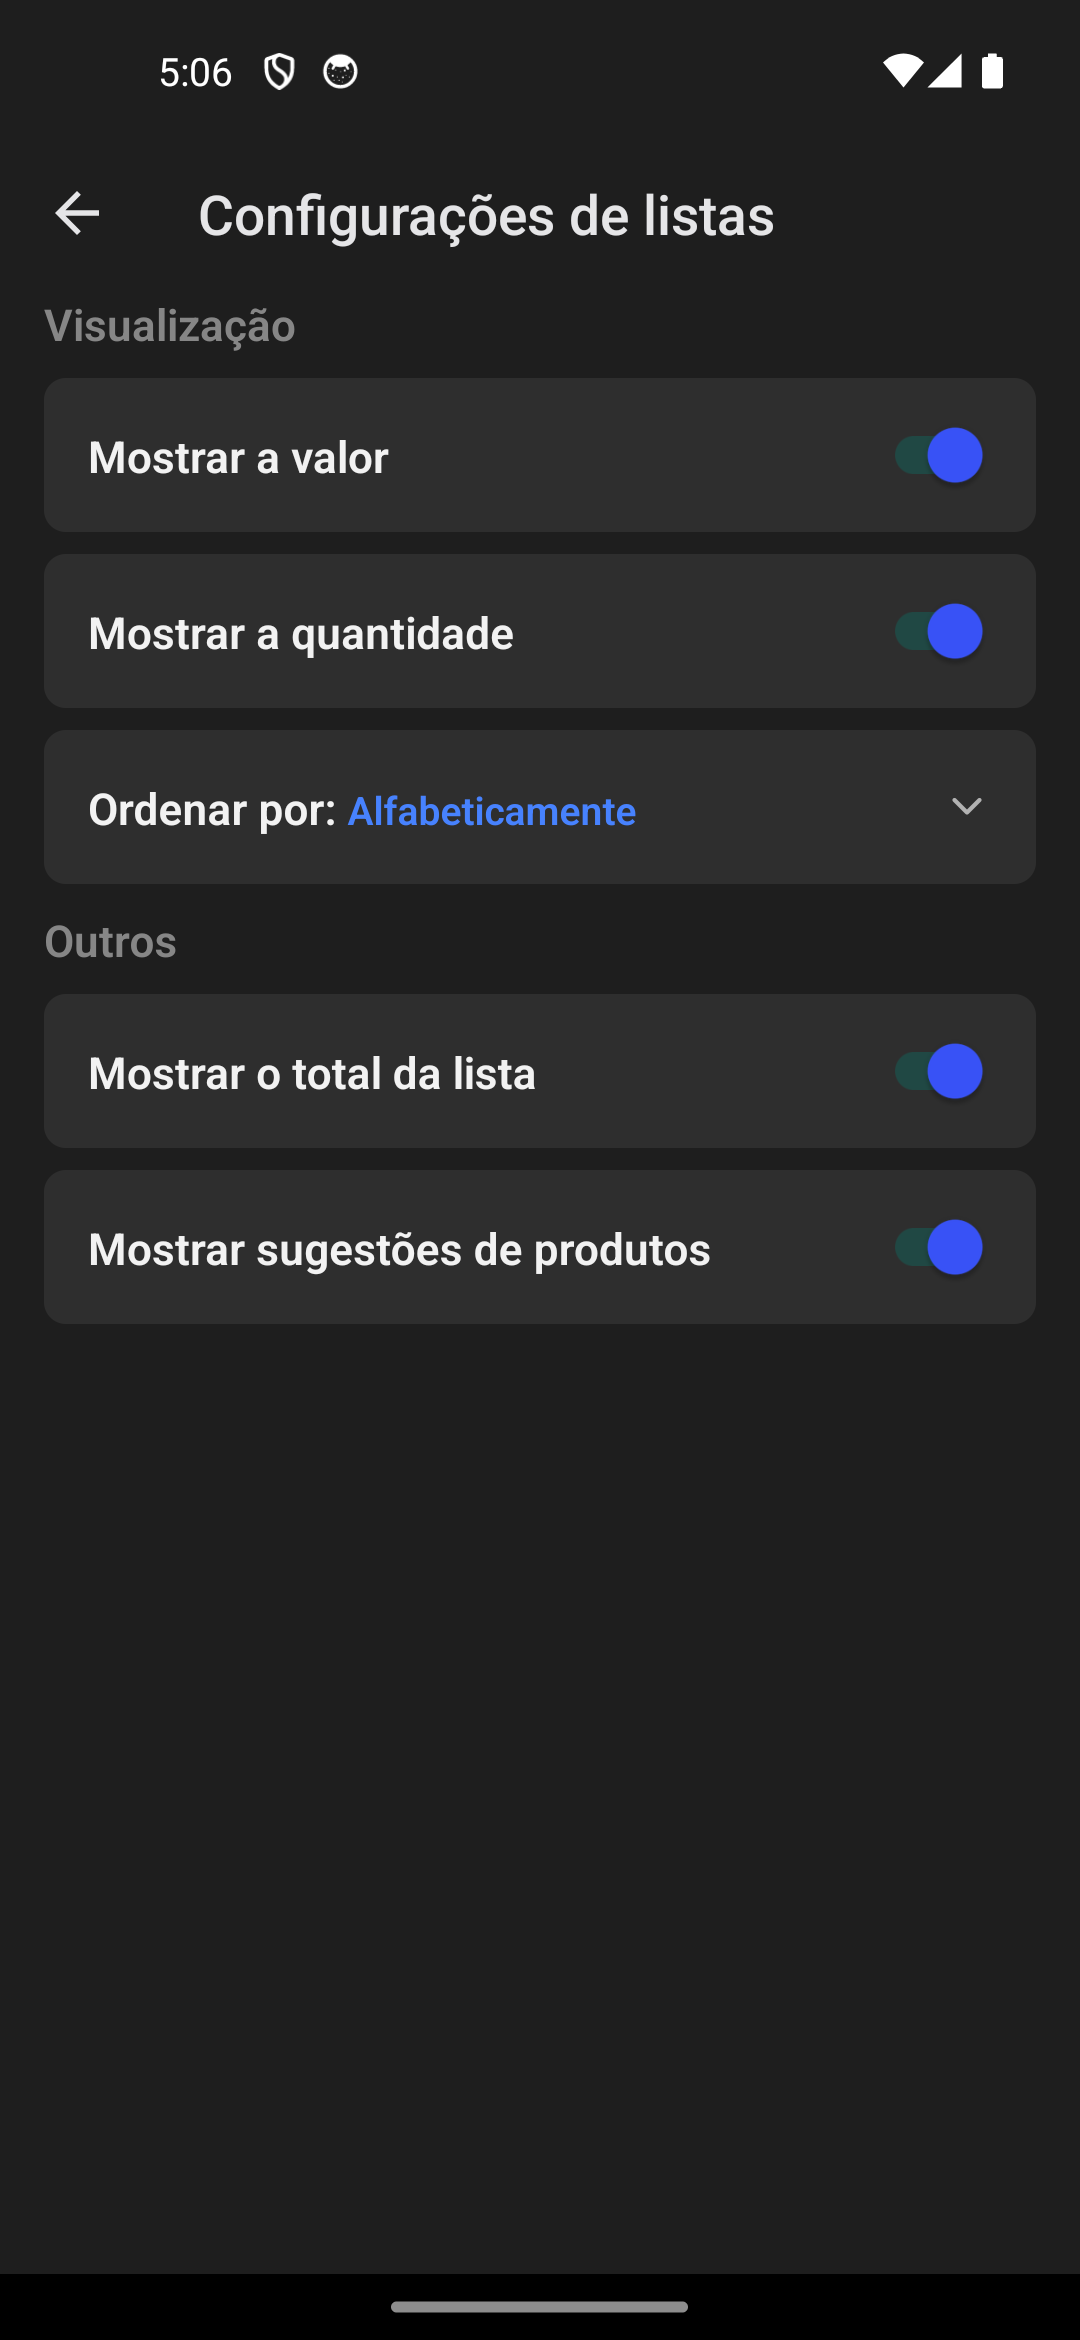 5:06
Configurações de listas
Visualização
Mostrar a valor
Mostrar a quantidade
Ordenar por: Alfabeticamente
Outros
Mostrar o total da lista
Mostrar sugestões de produtos